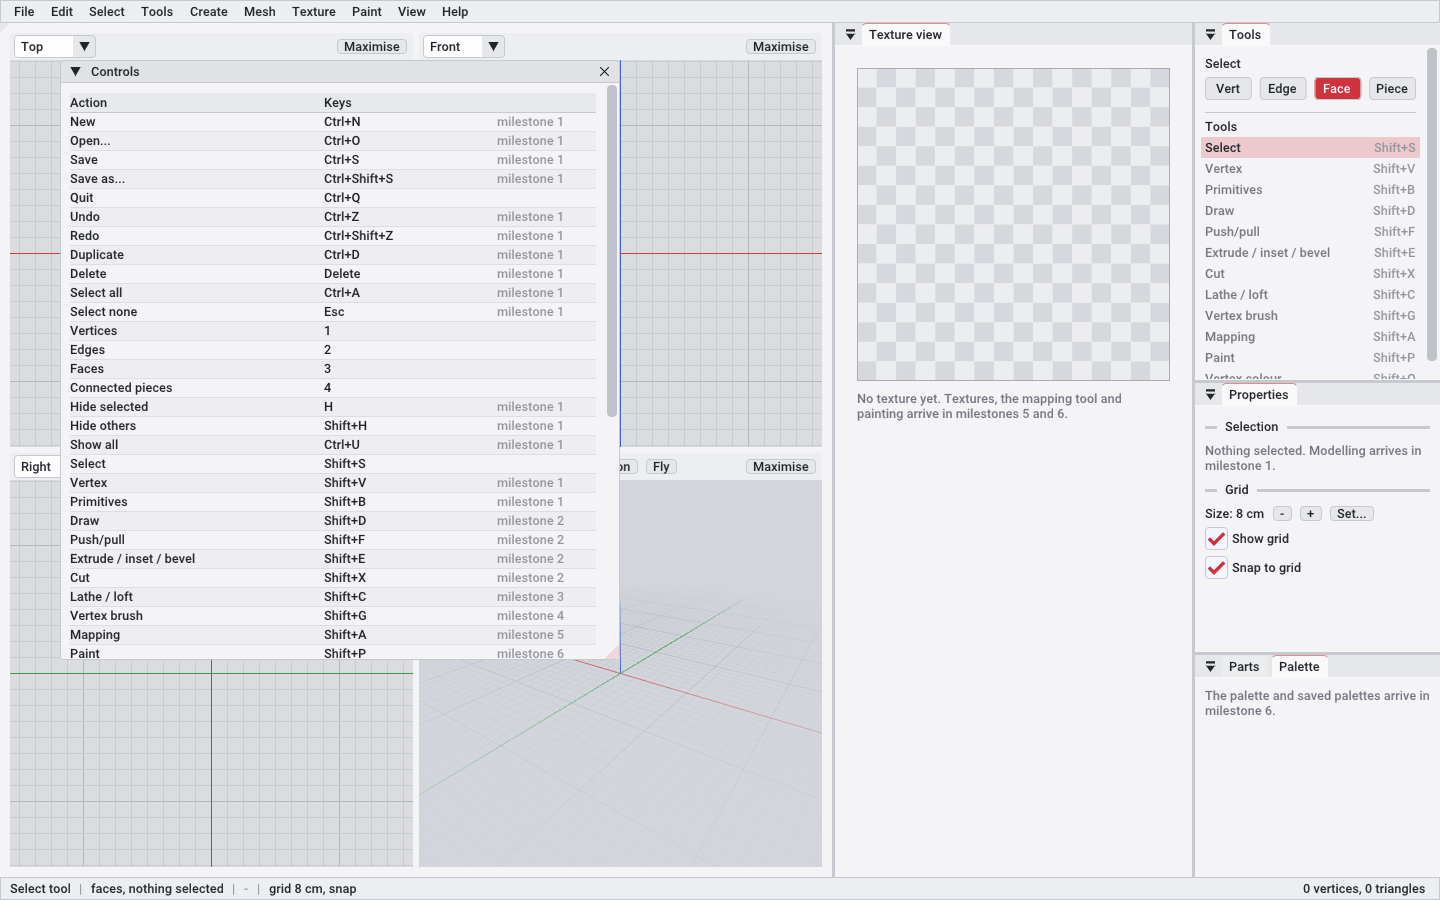 File Edit Select Tools Create Mesh Texture Paint View Help
Top Maximise Front Maximise
Controls
Action Keys
New Ctrl+N milestone 1
Open... Ctrl+O milestone 1
Save Ctrl+S milestone 1
Save as... Ctrl+Shift+S milestone 1
Quit Ctrl+Q
Undo Ctrl+Z milestone 1
Redo Ctrl+Shift+Z milestone 1
Duplicate Ctrl+D milestone 1
Delete Delete milestone 1
Select all Ctrl+A milestone 1
Select none Esc milestone 1
Vertices 1
Edges 2
Faces 3
Connected pieces 4
Hide selected H milestone 1
Hide others Shift+H milestone 1
Show all Ctrl+U milestone 1
Select Shift+S
Vertex Shift+V milestone 1
Primitives Shift+B milestone 1
Draw Shift+D milestone 2
Push/pull Shift+F milestone 2
Extrude / inset / bevel Shift+E milestone 2
Cut Shift+X milestone 2
Lathe / loft Shift+C milestone 3
Vertex brush Shift+G milestone 4
Mapping Shift+A milestone 5
Paint Shift+P milestone 6
Right on Fly Maximise
Texture view
No texture yet. Textures, the mapping tool and
painting arrive in milestones 5 and 6.
Tools
Select
Vert Edge Face Piece
Tools
Select Shift+S
Vertex Shift+V
Primitives Shift+B
Draw Shift+D
Push/pull Shift+F
Extrude / inset / bevel Shift+E
Cut Shift+X
Lathe / loft Shift+C
Vertex brush Shift+G
Mapping Shift+A
Paint Shift+P
Vertex colour
Properties
Selection
Nothing selected. Modelling arrives in
milestone 1.
Grid
Size: 8 cm - + Set...
Show grid
Snap to grid
Parts Palette
The palette and saved palettes arrive in
milestone 6.
Select tool | faces, nothing selected | - | grid 8 cm, snap 0 vertices, 0 triangles